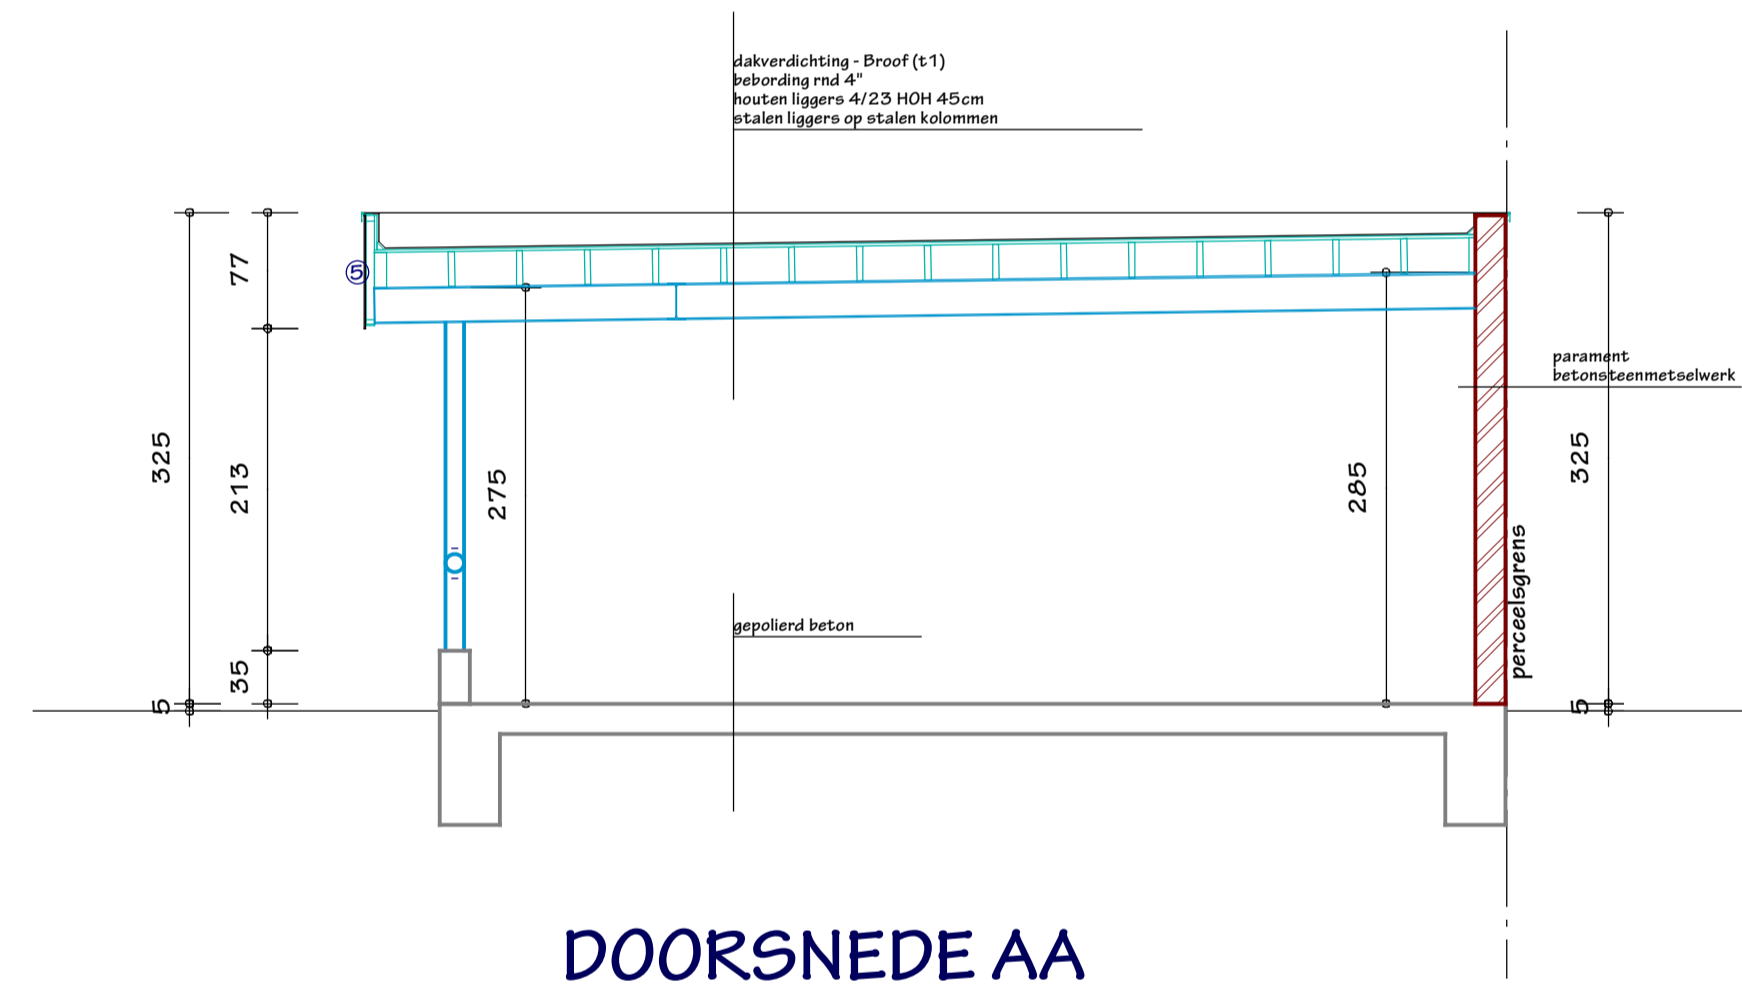 dakverdichting - Broof (t1)
bebording rnd 4"
houten liggers 4/23 HOH 45cm
stalen liggers op stalen kolommen
77
5
325
213
275
285
parament
betonsteenmetselwerk
325
perceelsgrens
gepolierd beton
35
5
5
DOORSNEDE AA